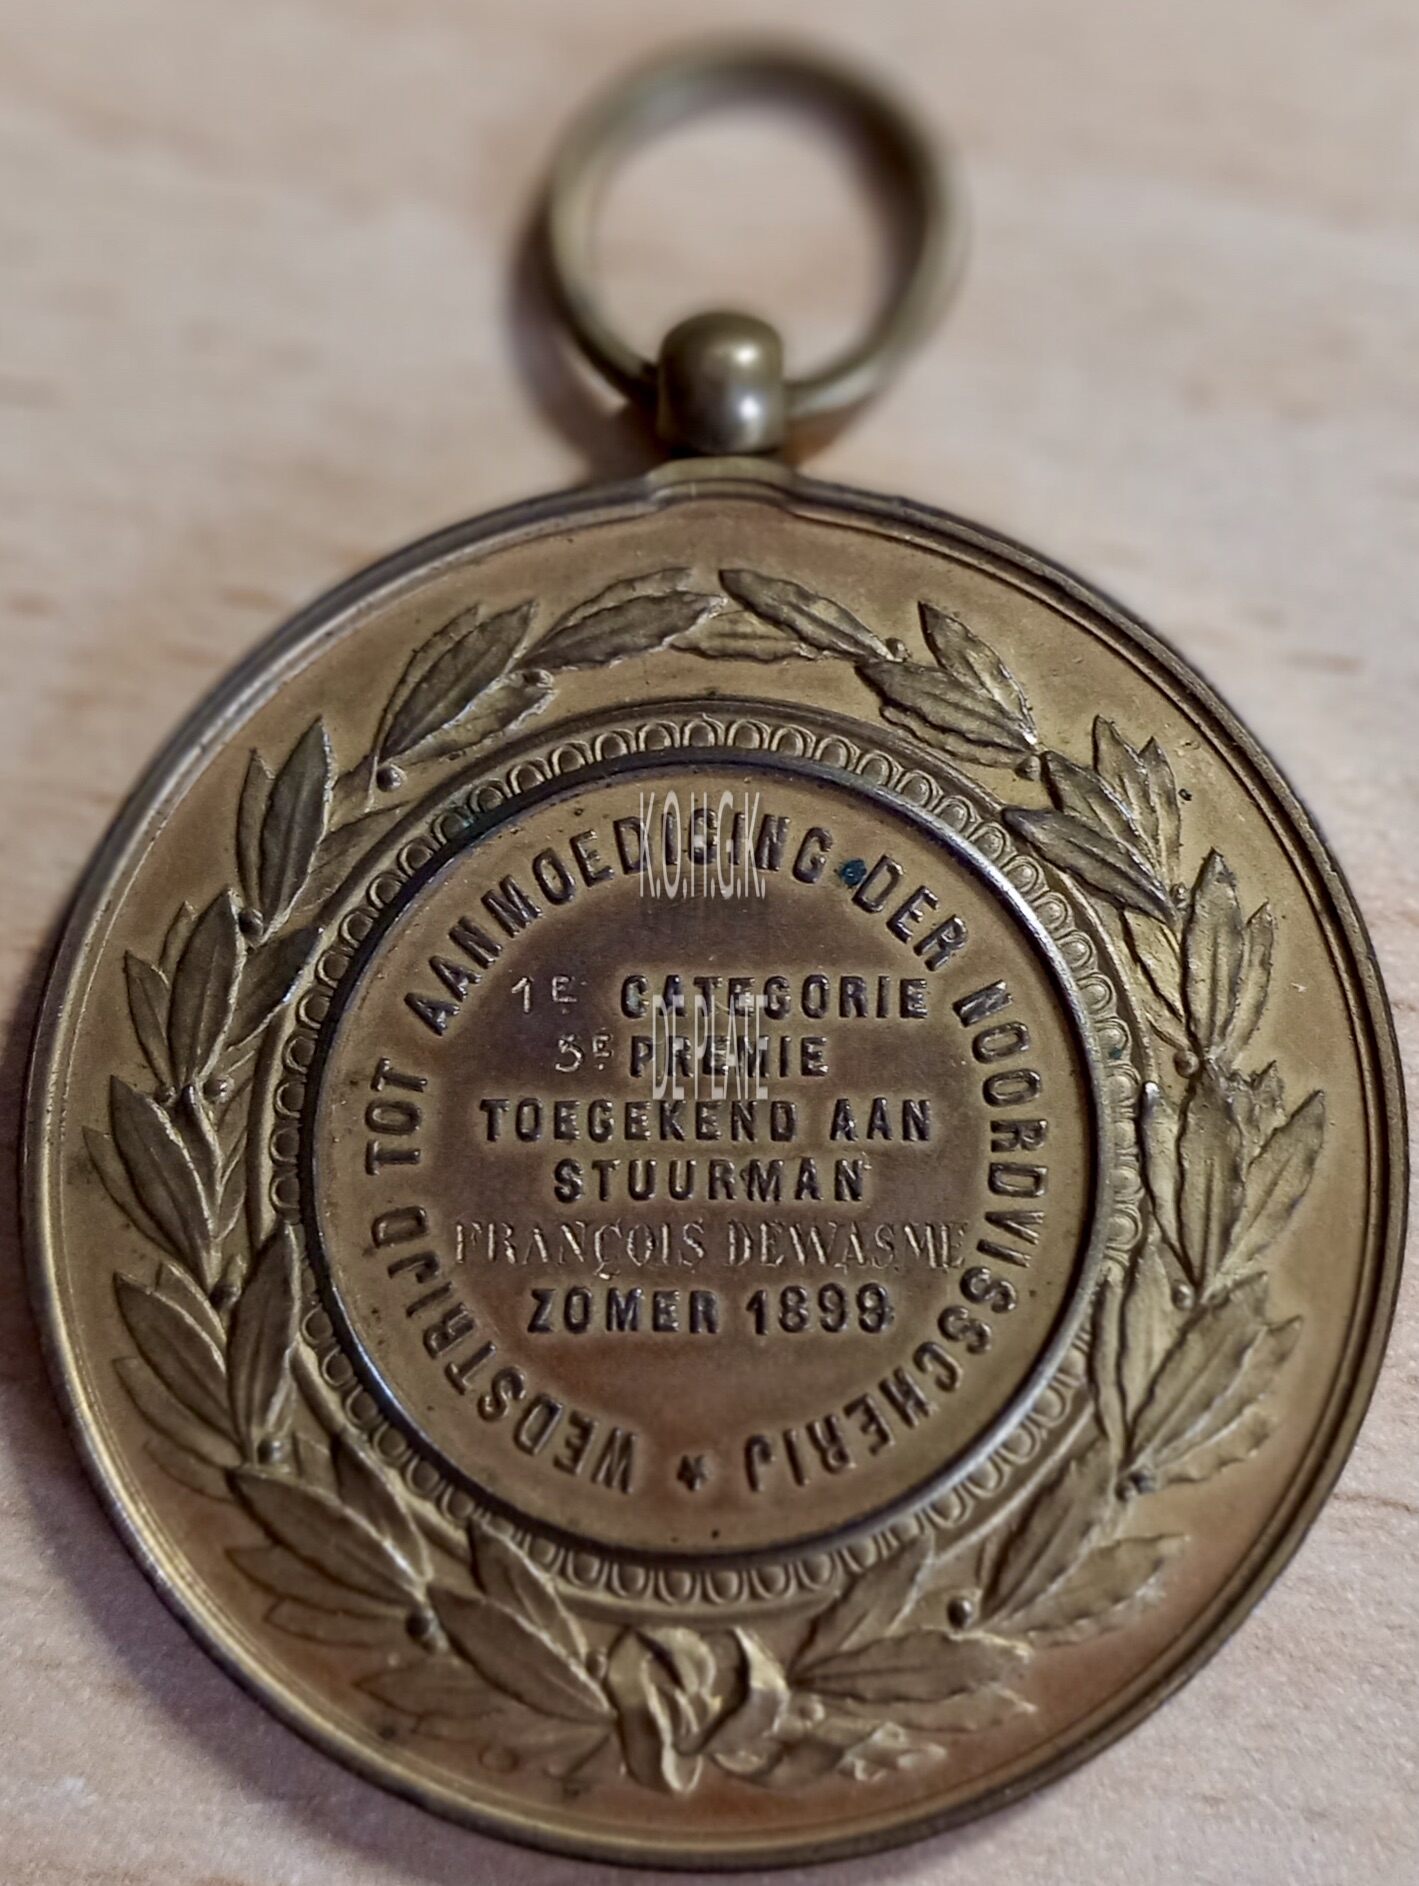 WEDSTRIJD TOT AANMOEDIGING DER NOORDVISSCHERIJ *
1E CATEGORIE
3E PREMIE
TOEGEKEND AAN
STUURMAN
FRANÇOIS DEWASME
ZOMER 1899
K.O.H.G.K.
DE PLATE